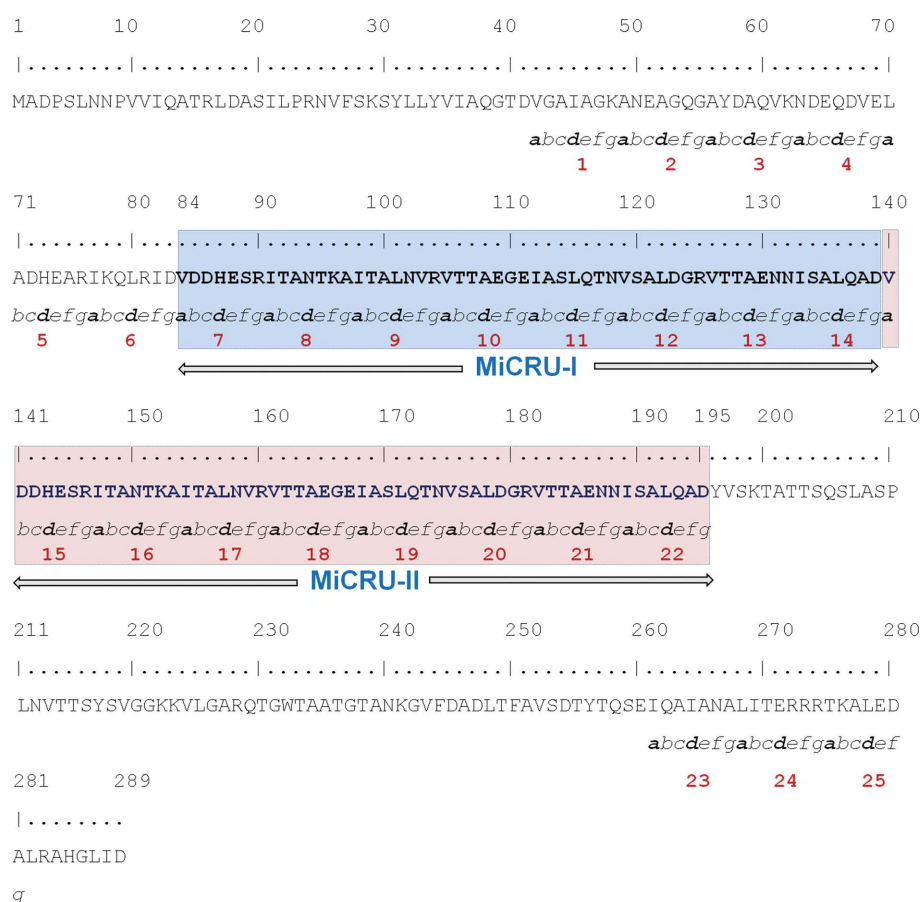 1 10 20 30 40 50 60 70
|........|.........|.........|.........|.........|.........|.........|
MADPSLNNPVVIQATRLDASILPRNVFSKSYLLYVIAQGTDVGAIAGKANEAGQGAYDAQVKNDEQDVEL
abcdefgabcdefgabcdefgabcdefga
1 2 3 4
71 80 84 90 100 110 120 130 140
|........|.........|.........|.........|.........|.........|.........|
ADHEARIKQLRIDVDDHESRITANTKAITALNVRVTTAEGEIASLQTNVSALDGRVTTAENNISALQADV
bcdefgabcdefgabcdefgabcdefgabcdefgabcdefgabcdefgabcdefgabcdefgabcdefga
5 6 7 8 9 10 11 12 13 14
MiCRU-I
141 150 160 170 180 190 195 200 210
|........|.........|.........|.........|.........|....|....|.........|
DDHESRITANTKAITALNVRVTTAEGEIASLQTNVSALDGRVTTAENNISALQADYVSKTATTSQSLASP
bcdefgabcdefgabcdefgabcdefgabcdefgabcdefgabcdefgabcdefg
15 16 17 18 19 20 21 22
MiCRU-II
211 220 232 240 250 260 270 280
|........|.........|.........|.........|.........|.........|.........|
LNVTTSYSVGGKKVLGARQTGWTAATGTANKGVFDADLTFAVSDTYTQSEIQAIANALITERRRTKALED
abcdefgabcdefgabcdef
23 24 25
281 289
|........
ALRAHGLID
g